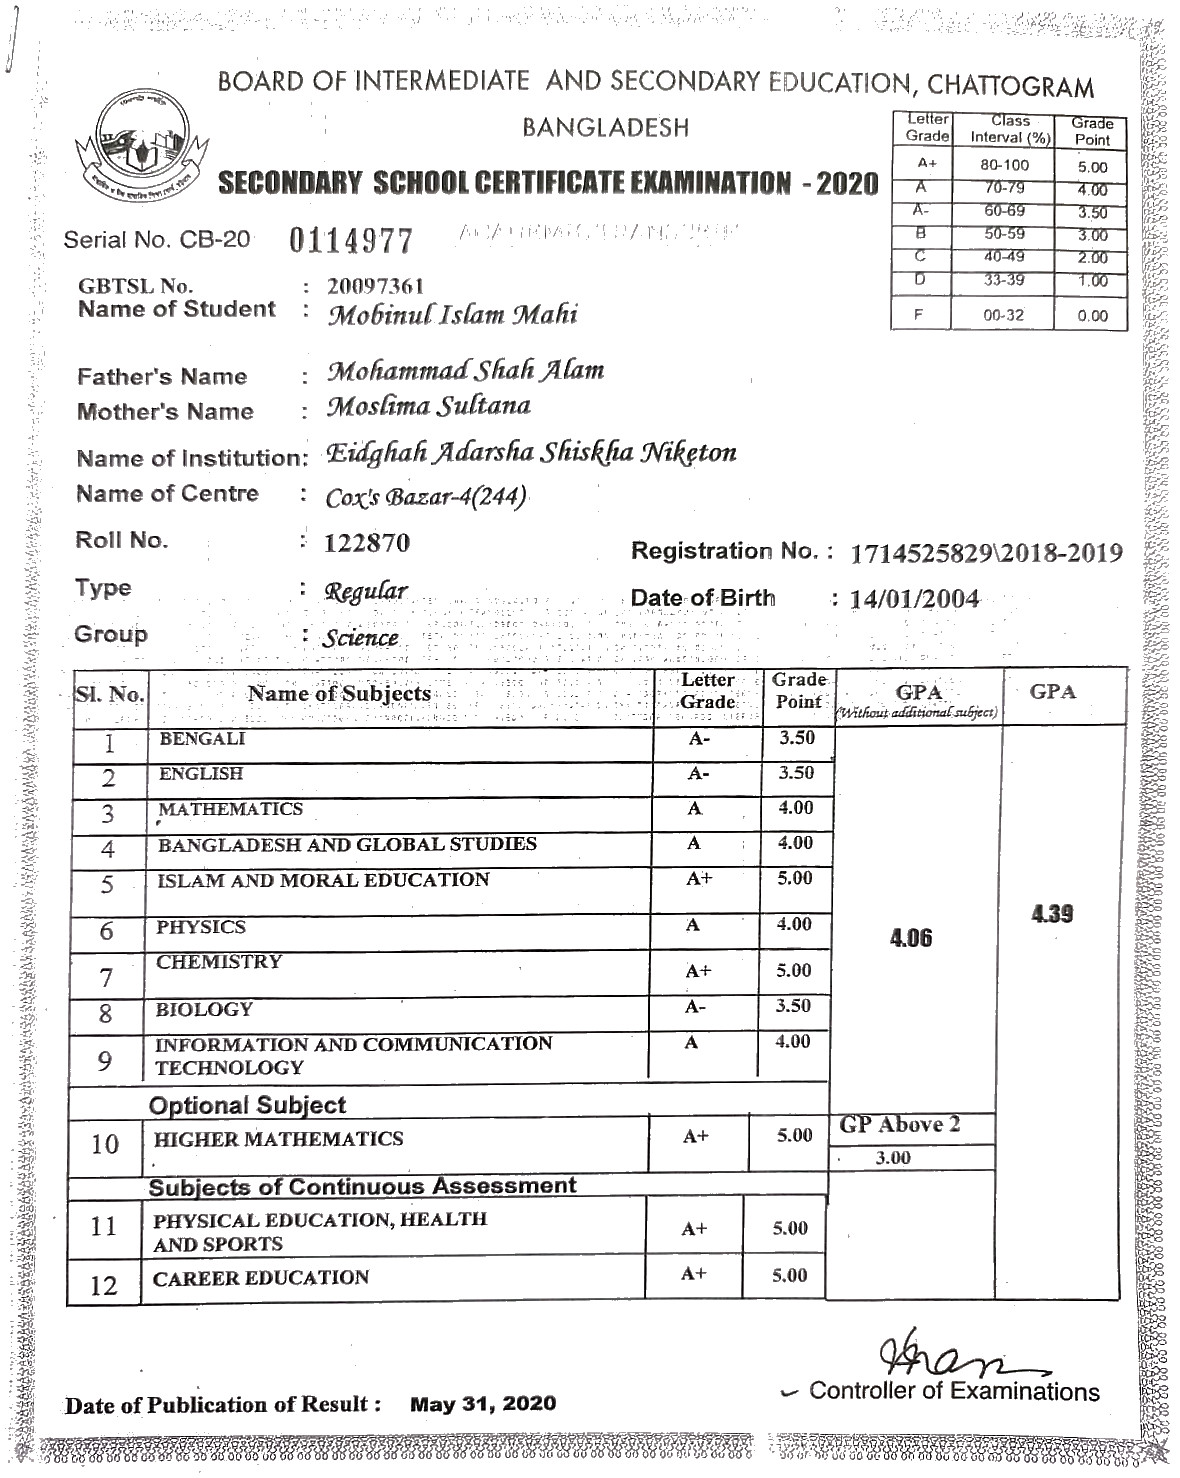 BOARD OF INTERMEDIATE AND SECONDARY EDUCATION, CHATTOGRAM
BANGLADESH
SECONDARY SCHOOL CERTIFICATE EXAMINATION - 2020
Letter Grade Class Interval (%) Grade Point
A+ 80-100 5.00
A 70-79 4.00
A- 60-69 3.50
B 50-59 3.00
C 40-49 2.00
D 33-39 1.00
F 00-32 0.00
Serial No. CB-20 0114977 ACADEMIC TRANSCRIPT
GBTSL No. : 20097361
Name of Student : Mobinul Islam Mahi
Father's Name : Mohammad Shah Alam
Mother's Name : Moslima Sultana
Name of Institution: Eidghah Adarsha Shiskha Niketon
Name of Centre : Cox's Bazar-4(244)
Roll No. : 122870
Registration No. : 1714525829\2018-2019
Type : Regular
Date of Birth : 14/01/2004
Group : Science
Sl. No. Name of Subjects Letter Grade Grade Point GPA (Without additional subject) GPA
1 BENGALI A- 3.50
2 ENGLISH A- 3.50
3 MATHEMATICS A 4.00
4 BANGLADESH AND GLOBAL STUDIES A 4.00
5 ISLAM AND MORAL EDUCATION A+ 5.00
6 PHYSICS A 4.00
4.06 4.39
7 CHEMISTRY A+ 5.00
8 BIOLOGY A- 3.50
9 INFORMATION AND COMMUNICATION TECHNOLOGY A 4.00
Optional Subject
10 HIGHER MATHEMATICS A+ 5.00 GP Above 2
3.00
Subjects of Continuous Assessment
11 PHYSICAL EDUCATION, HEALTH AND SPORTS A+ 5.00
12 CAREER EDUCATION A+ 5.00
Controller of Examinations
Date of Publication of Result : May 31, 2020